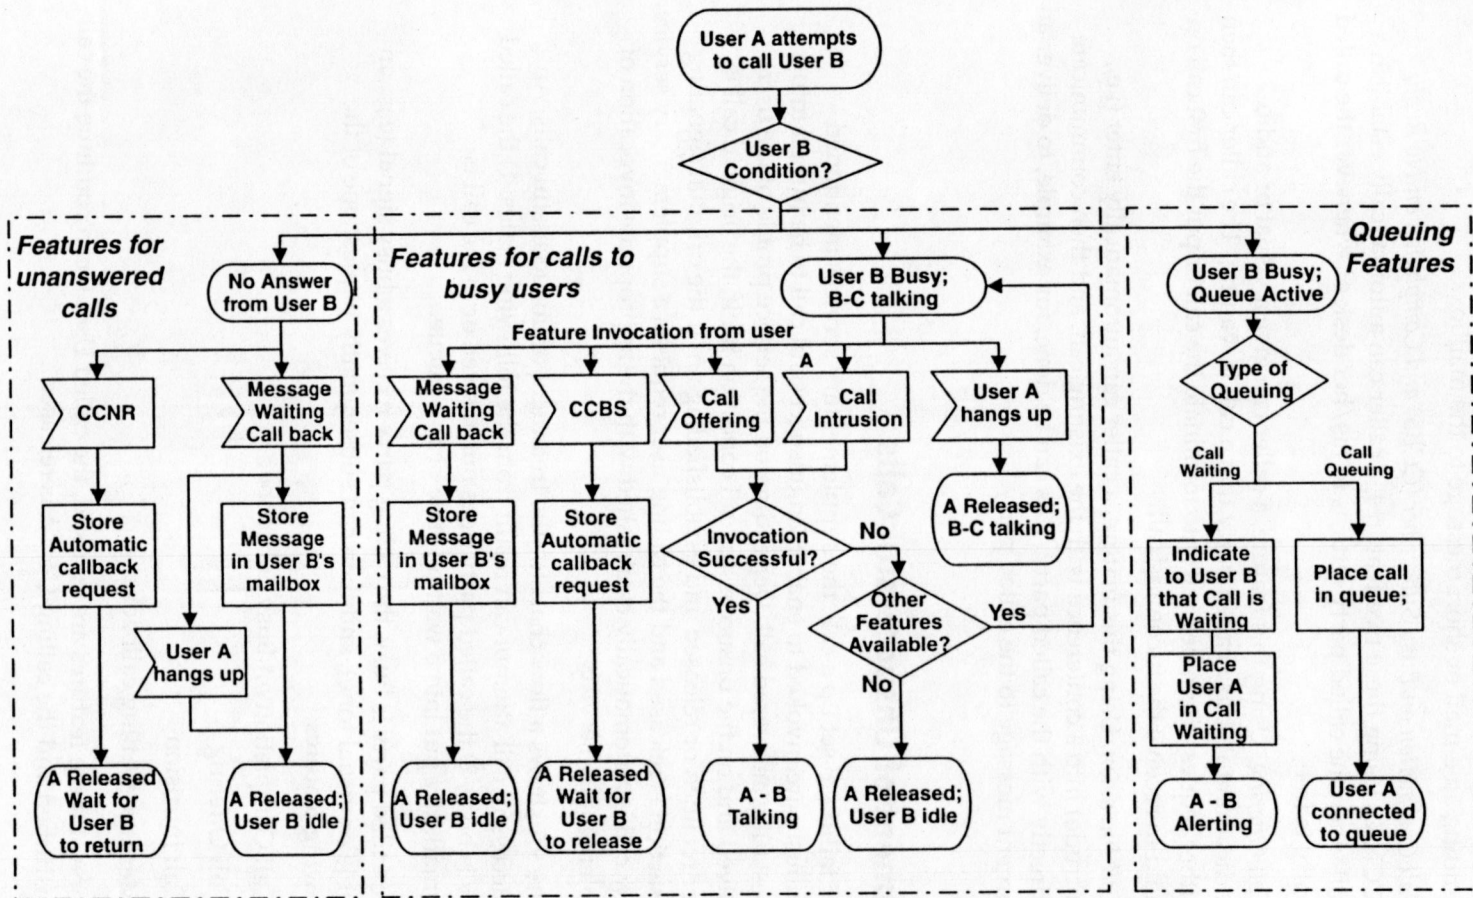 User A attempts
to call User B
User B
Condition?
Features for
unanswered
calls
No Answer
from User B
CCNR
Message
Waiting
Call back
Store
Automatic
callback
request
Store
Message
in User B's
mailbox
User A
hangs up
A Released
Wait for
User B
to return
A Released;
User B idle
Features for calls to
busy users
User B Busy;
B-C talking
Feature Invocation from user
A
Message
Waiting
Call back
CCBS
Call
Offering
Call
Intrusion
User A
hangs up
Store
Message
in User B's
mailbox
Store
Automatic
callback
request
Invocation
Successful?
No
Yes
A Released;
B-C talking
Other
Features
Available?
Yes
No
A Released;
User B idle
A Released
Wait for
User B
to release
A - B
Talking
A Released;
User B idle
Queuing
Features
User B Busy;
Queue Active
Type of
Queuing
Call
Waiting
Call
Queuing
Indicate
to User B
that Call is
Waiting
Place call
in queue;
Place
User A
in Call
Waiting
A - B
Alerting
User A
connected
to queue